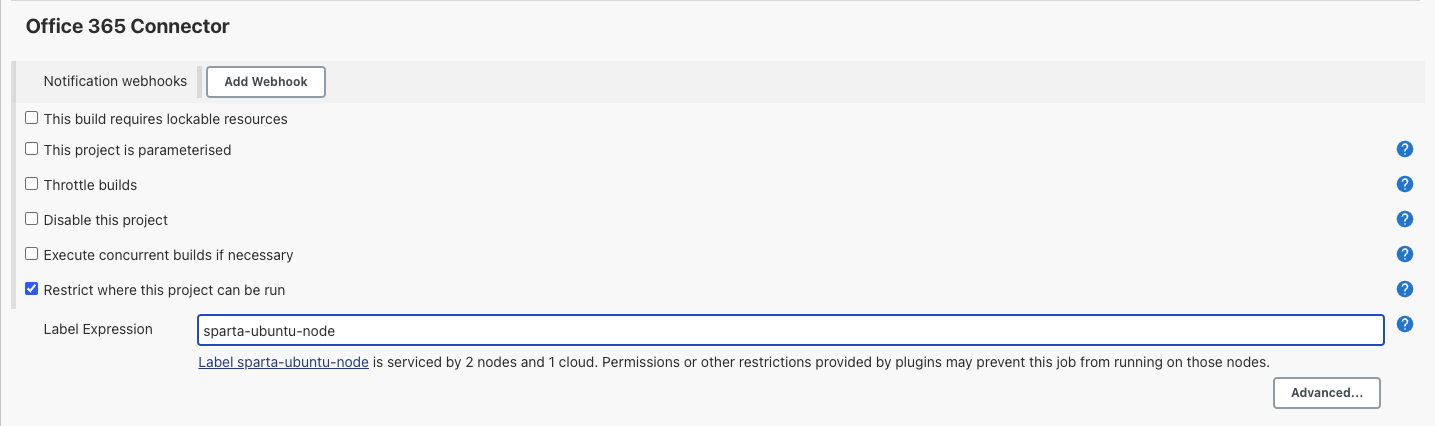 Office 365 Connector
Notification webhooks Add Webhook
This build requires lockable resources
This project is parameterised ?
Throttle builds ?
Disable this project ?
Execute concurrent builds if necessary ?
Restrict where this project can be run ?
Label Expression sparta-ubuntu-node ?
Label sparta-ubuntu-node is serviced by 2 nodes and 1 cloud. Permissions or other restrictions provided by plugins may prevent this job from running on those nodes.
Advanced...